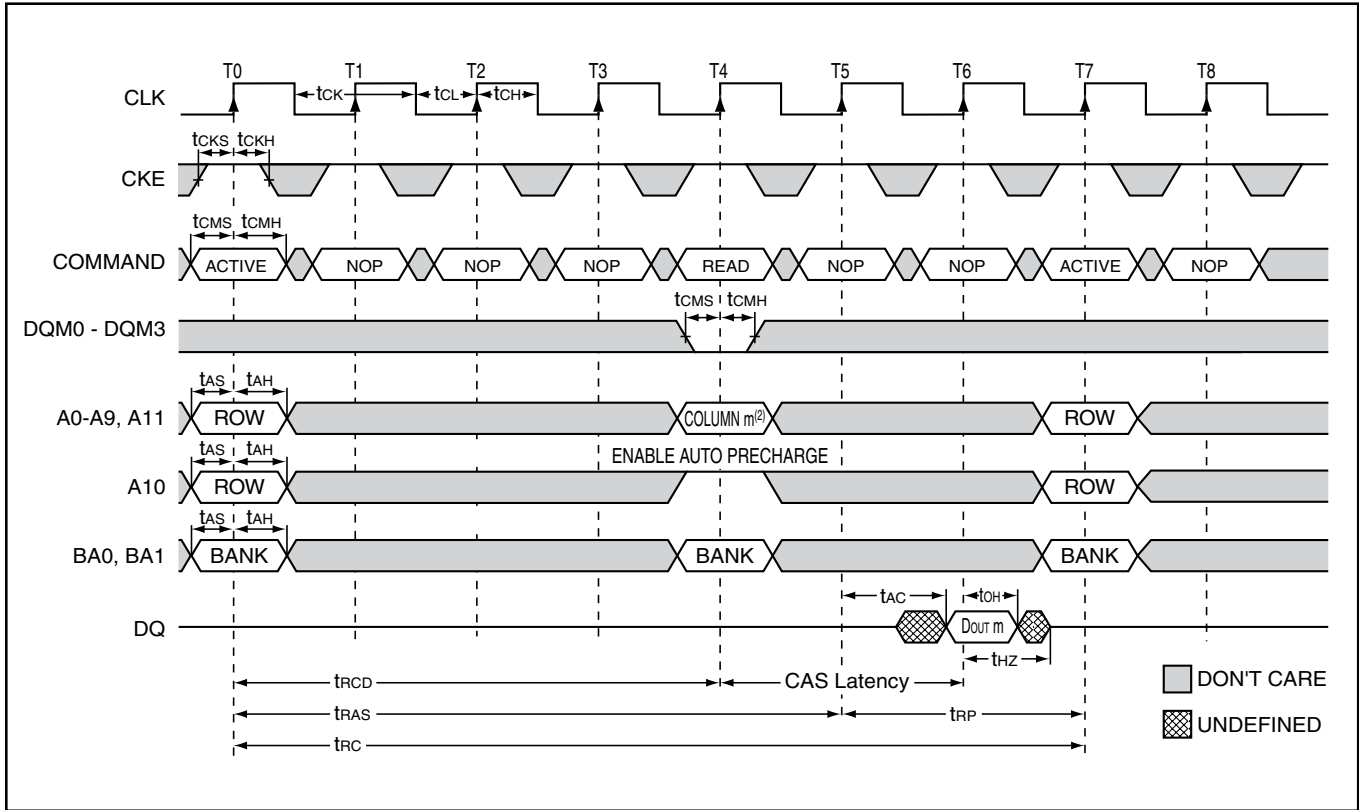 T0 T1 T2 T3 T4 T5 T6 T7 T8
CLK tCK tCL tCH
tCKS tCKH
CKE
tCMS tCMH
COMMAND ACTIVE NOP NOP NOP READ NOP NOP ACTIVE NOP
tCMS tCMH
DQM0 - DQM3
tAS tAH
A0-A9, A11 ROW COLUMN m(2) ROW
tAS tAH ENABLE AUTO PRECHARGE
A10 ROW ROW
tAS tAH
BA0, BA1 BANK BANK BANK
tAC tOH
DQ DOUT m
tHZ
tRCD CAS Latency DON'T CARE
tRAS tRP
UNDEFINED
tRC